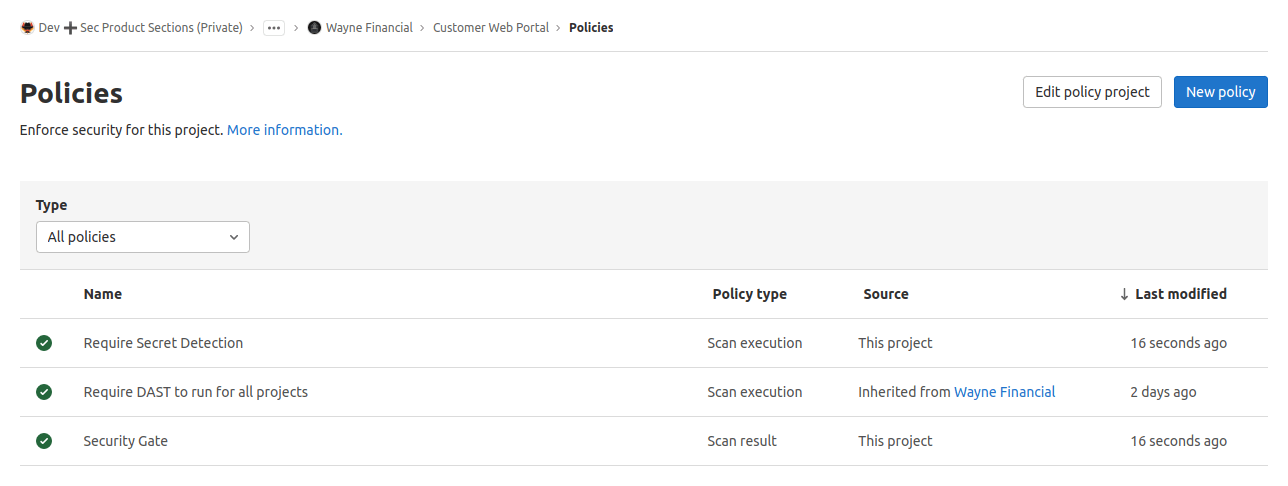 Dev ➕ Sec Product Sections (Private) › ••• › Wayne Financial › Customer Web Portal › Policies
Policies
Edit policy project
New policy
Enforce security for this project. More information.
Type
All policies
Name Policy type Source ↓ Last modified
Require Secret Detection Scan execution This project 16 seconds ago
Require DAST to run for all projects Scan execution Inherited from Wayne Financial 2 days ago
Security Gate Scan result This project 16 seconds ago